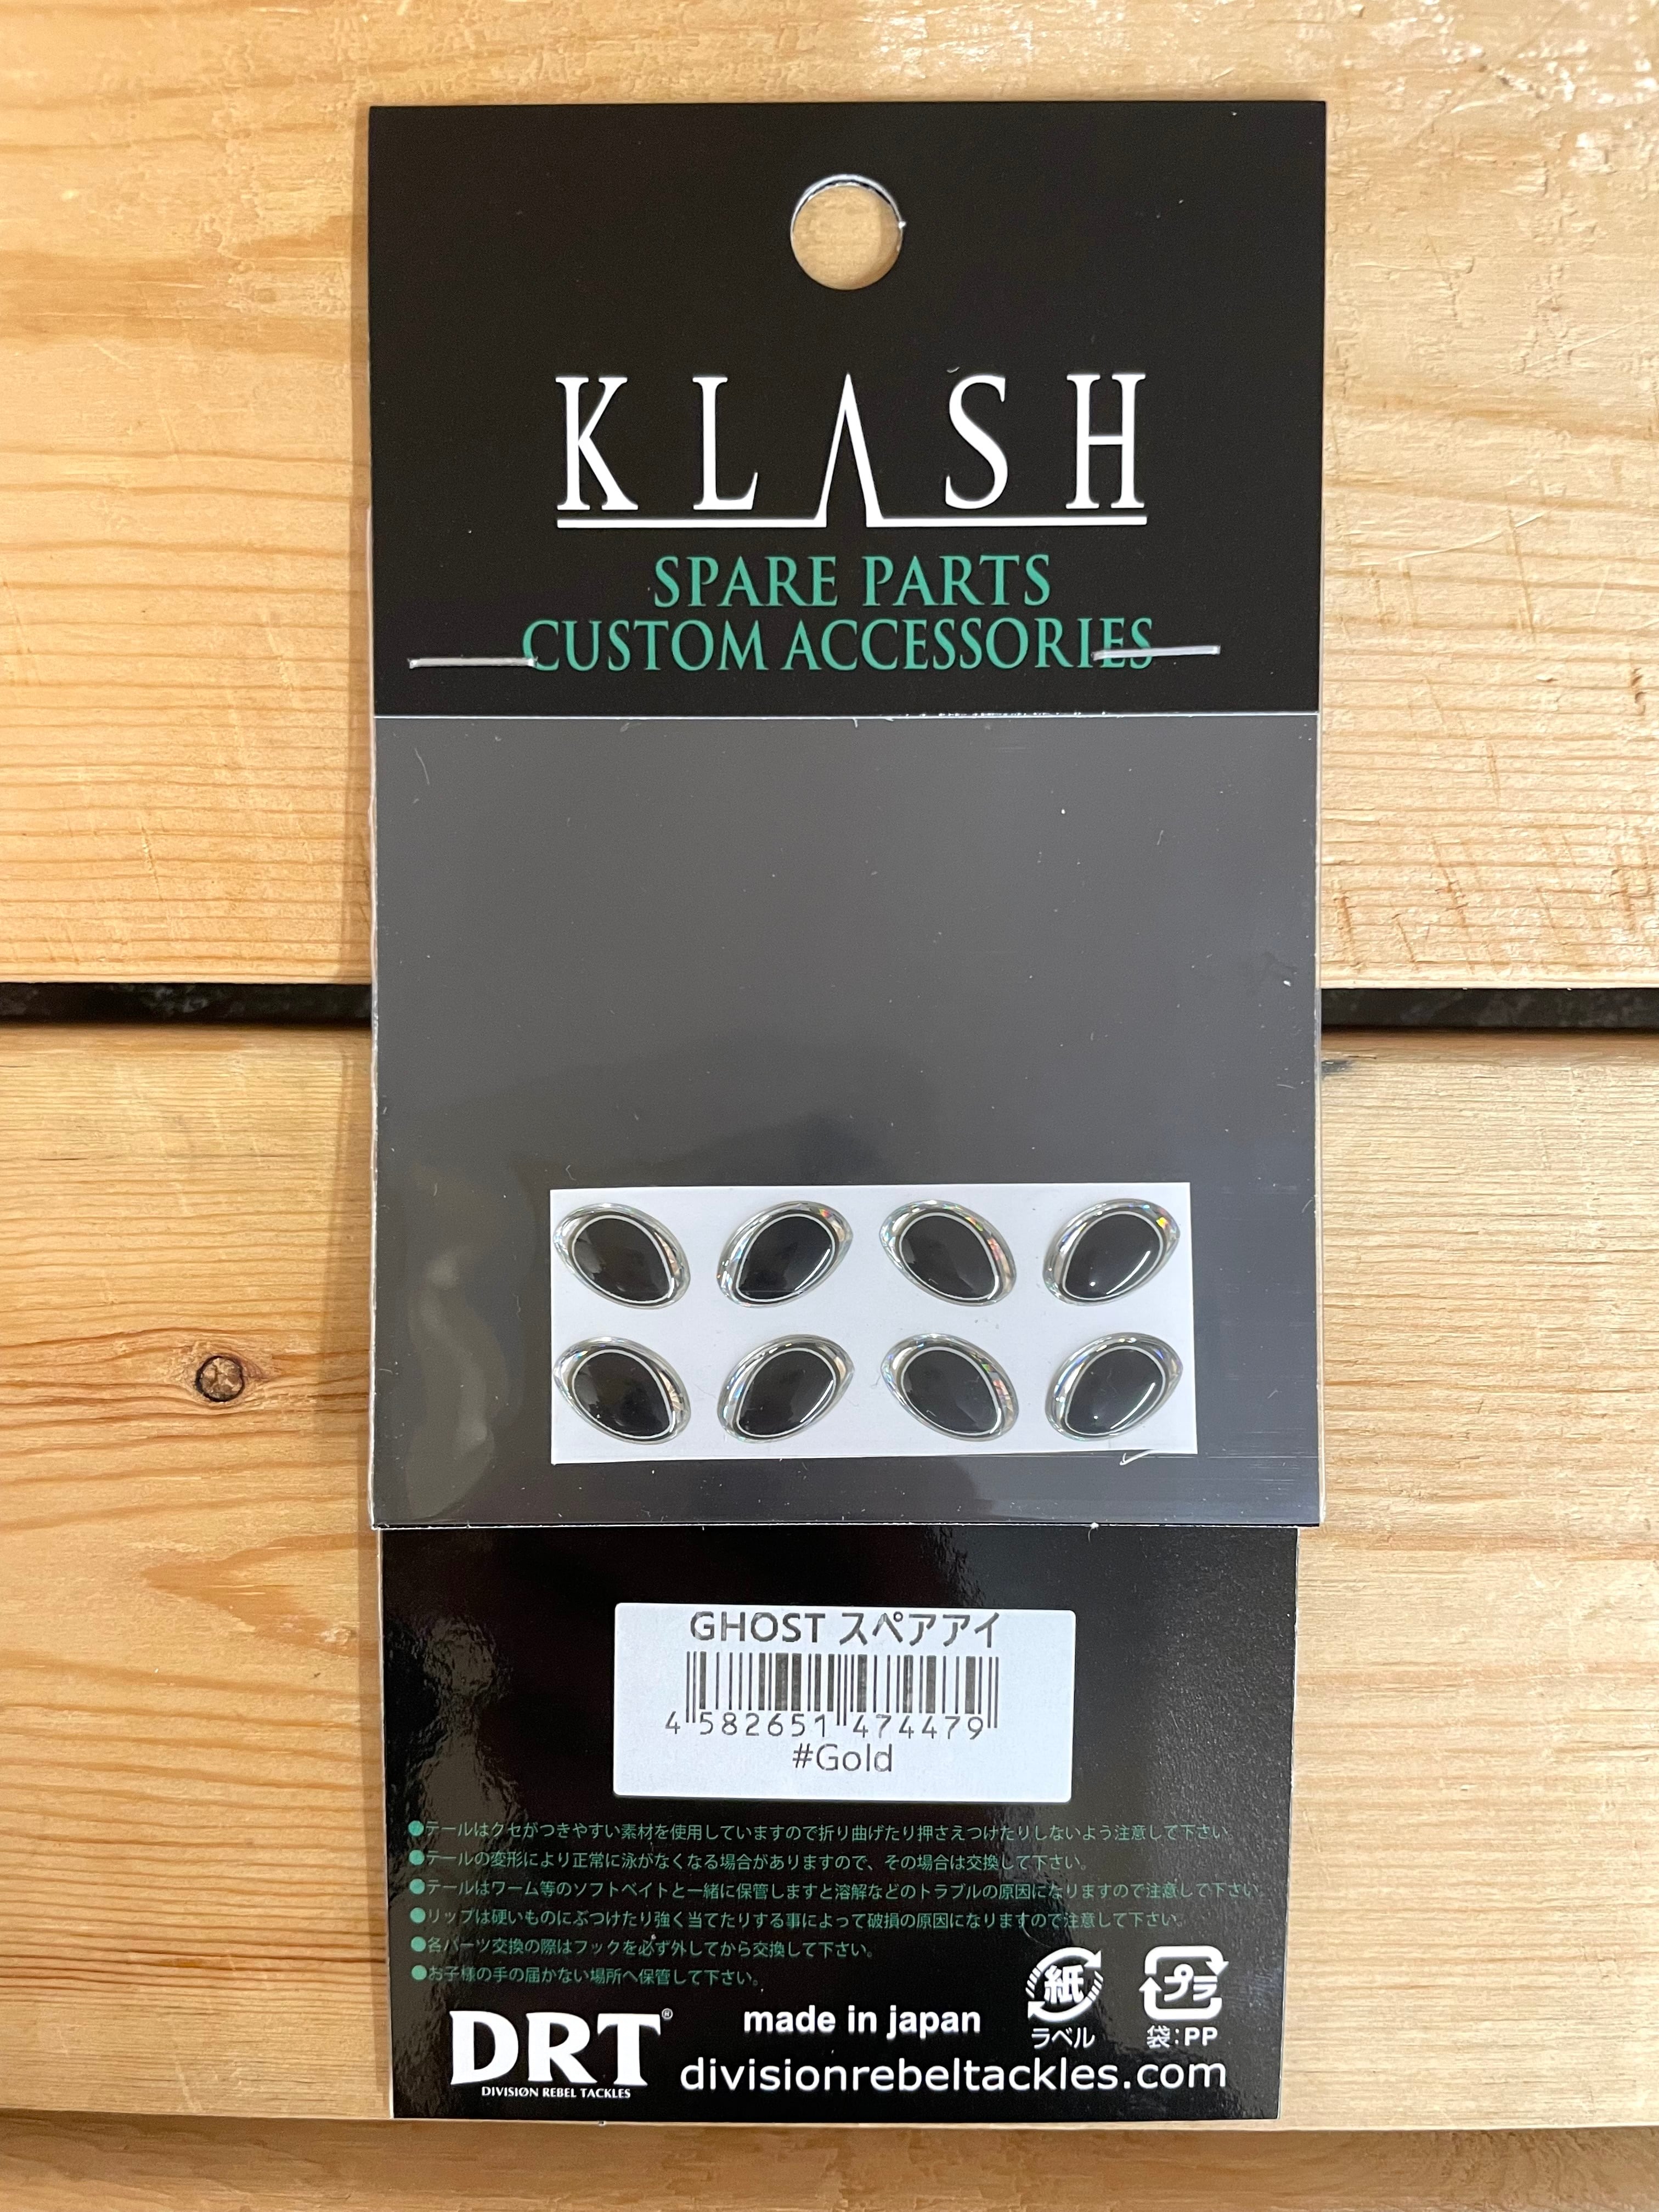 KLASH
SPARE PARTS
CUSTOM ACCESSORIES
GHOST スペアアイ
4 582651 474479
#Gold
●テールはクセがつきやすい素材を使用していますので折り曲げたり押さえつけたりしないよう注意して下さい。
●テールの変形により正常に泳がなくなる場合がありますので、その場合は交換して下さい。
●テールはワーム等のソフトベイトと一緒に保管しますと溶解などのトラブルの原因になりますので注意して下さい。
●リップは硬いものにぶつけたり強く当てたりする事によって破損の原因になりますので注意して下さい。
●各パーツ交換の際はフックを必ず外してから交換して下さい。
●お子様の手の届かない場所へ保管して下さい。
紙
ラベル
プラ
袋:PP
DRT®
DIVISIØN REBEL TACKLES
made in japan
divisionrebeltackles.com